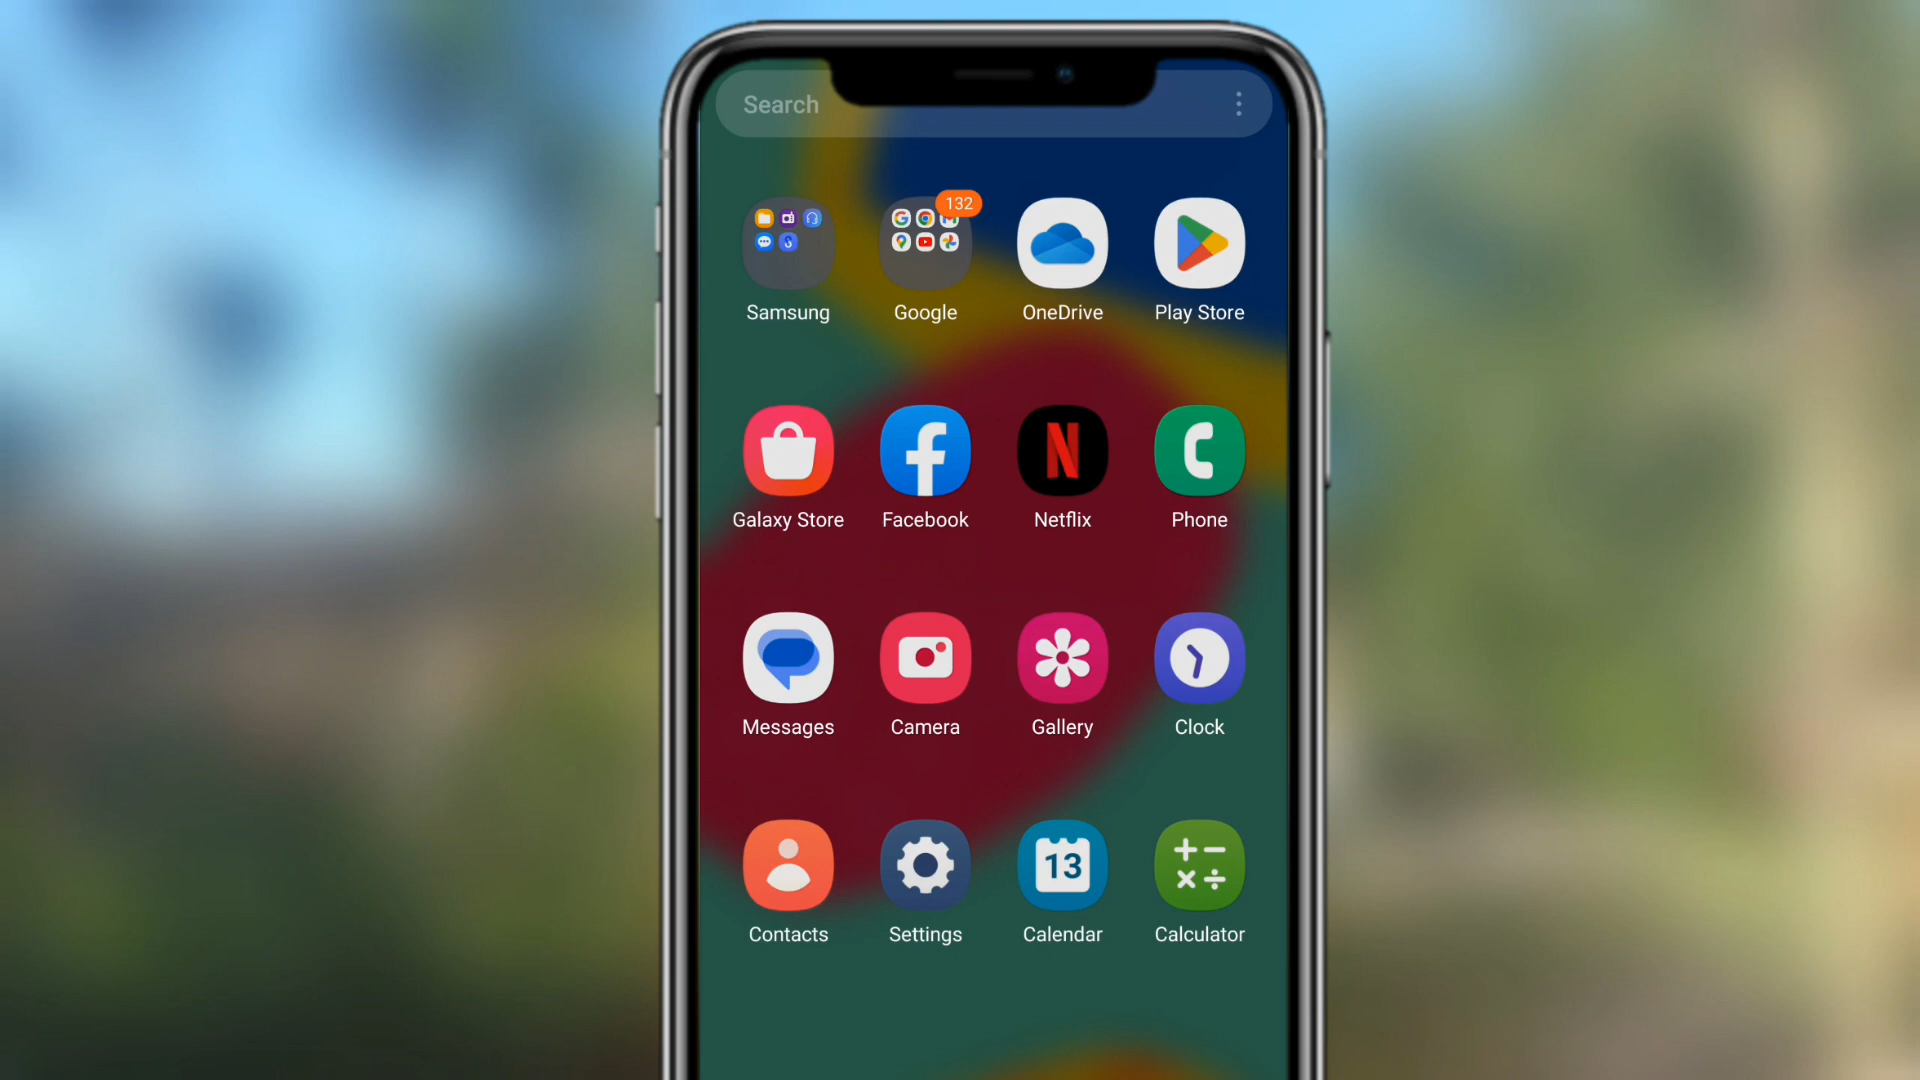 Search
132
Samsung Google OneDrive Play Store
Galaxy Store Facebook Netflix Phone
Messages Camera Gallery Clock
13
Contacts Settings Calendar Calculator